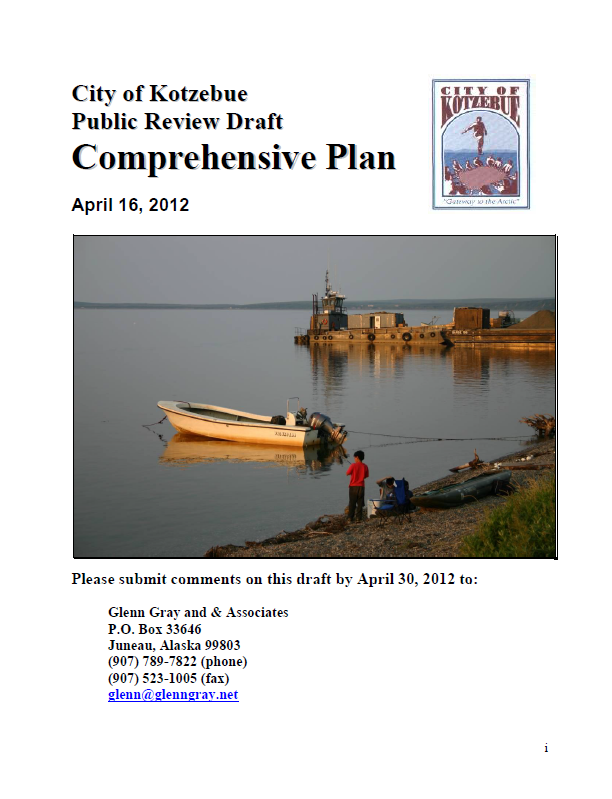 City of Kotzebue
Public Review Draft
Comprehensive Plan
April 16, 2012
CITY OF
KOTZEBUE
"Gateway to the Arctic"
Please submit comments on this draft by April 30, 2012 to:
Glenn Gray and & Associates
P.O. Box 33646
Juneau, Alaska 99803
(907) 789-7822 (phone)
(907) 523-1005 (fax)
glenn@glenngray.net
i